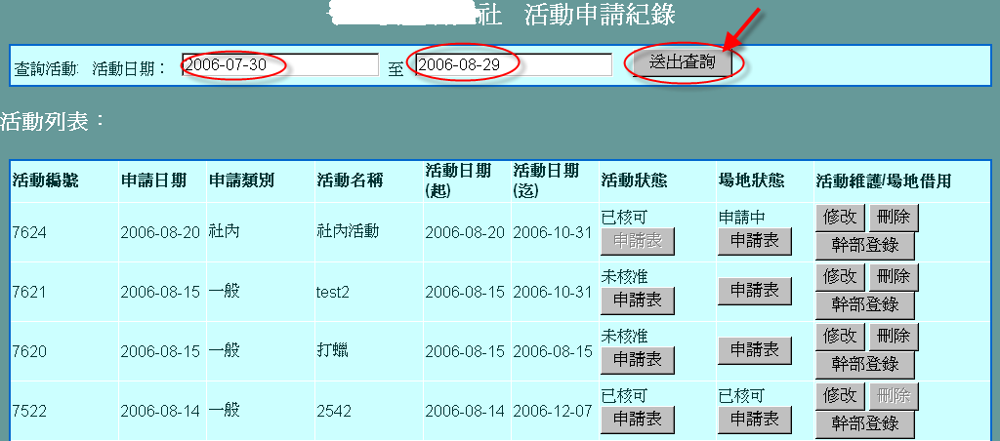 社 活動申請紀錄
查詢活動: 活動日期： 2006-07-30 至 2006-08-29 送出查詢
活動列表：
活動編號 申請日期 申請類別 活動名稱 活動日期(起) 活動日期(迄) 活動狀態 場地狀態 活動維護/場地借用
7624 2006-08-20 社內 社內活動 2006-08-20 2006-10-31 已核可 申請表 申請中 申請表 修改 刪除 幹部登錄
7621 2006-08-15 一般 test2 2006-08-15 2006-10-31 未核准 申請表 申請表 修改 刪除 幹部登錄
7620 2006-08-15 一般 打蠟 2006-08-15 2006-08-15 未核准 申請表 申請表 修改 刪除 幹部登錄
7522 2006-08-14 一般 2542 2006-08-14 2006-12-07 已核可 申請表 已核可 申請表 修改 刪除 幹部登錄